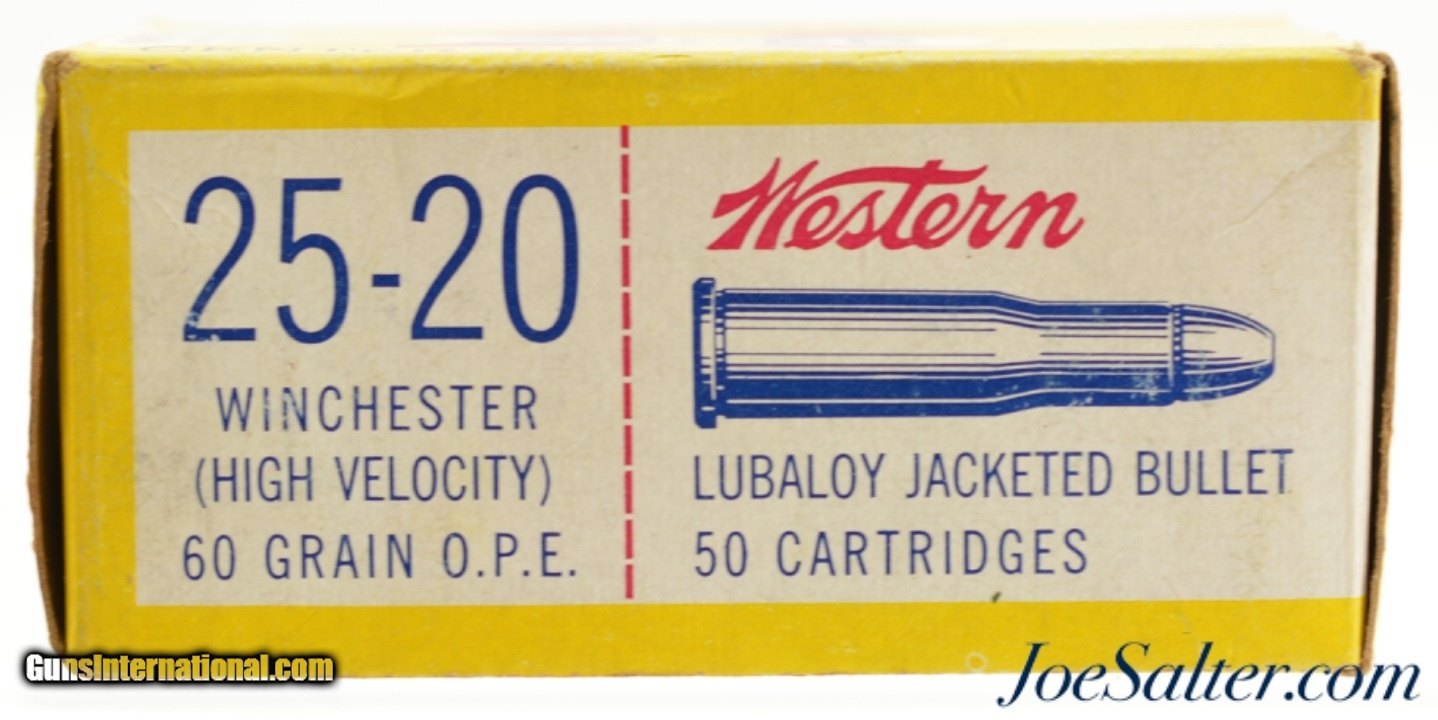 25-20
WINCHESTER
(HIGH VELOCITY)
60 GRAIN O.P.E.
Western
LUBALOY JACKETED BULLET
50 CARTRIDGES
GunsInternational.com
JoeSalter.com